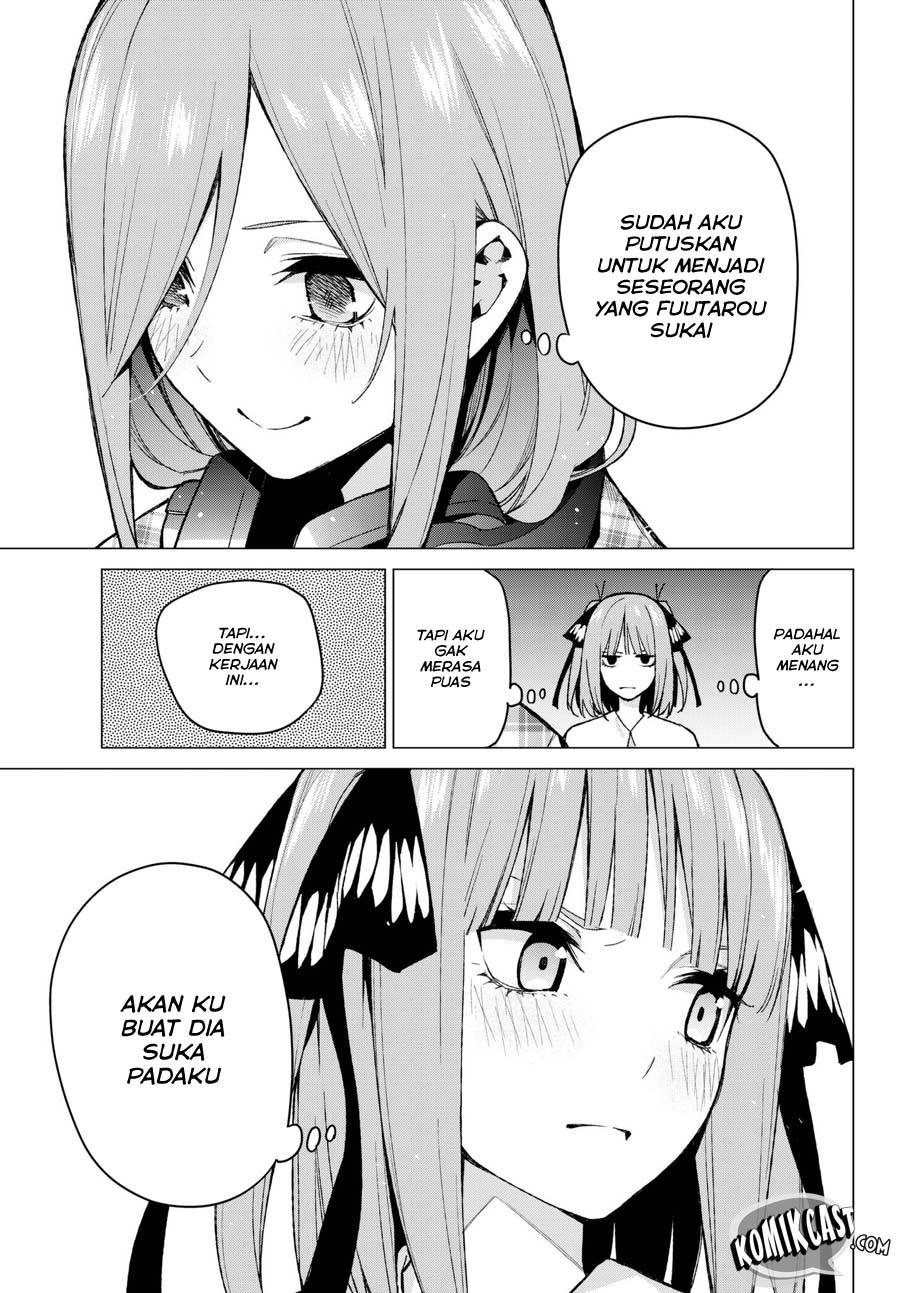 SUDAH AKU
PUTUSKAN
UNTUK MENJADI
SESEORANG
YANG FUUTAROU
SUKAI
PADAHAL
AKU
MENANG
...
TAPI AKU
GAK
MERASA
PUAS
TAPI...
DENGAN
KERJAAN
INI...
AKAN KU
BUAT DIA
SUKA
PADAKU
KOMIKCAST.COM